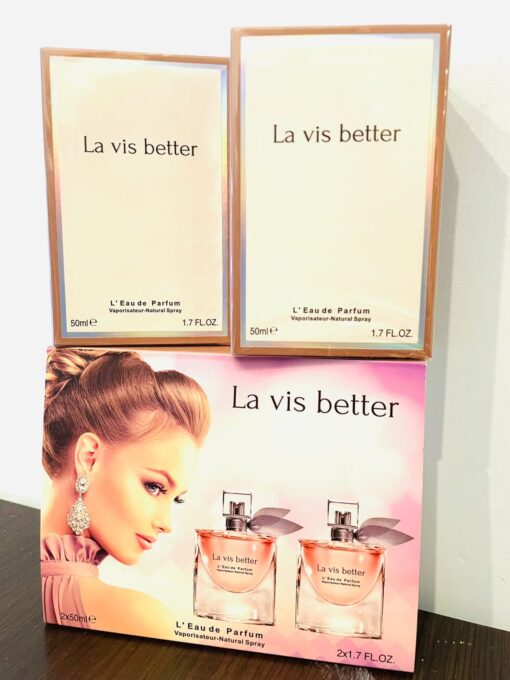 La vis better
L'Eau de Parfum
Vaporisateur-Natural Spray
50ml℮ 1.7 FL.OZ.
La vis better
L'Eau de Parfum
Vaporisateur-Natural Spray
50ml℮ 1.7 FL.OZ.
La vis better
La vis better
L'Eau de Parfum
Vaporisateur-Natural Spray
La vis better
L'Eau de Parfum
Vaporisateur-Natural Spray
2x50ml℮
L'Eau de Parfum
Vaporisateur-Natural Spray
2x1.7 FL.OZ.